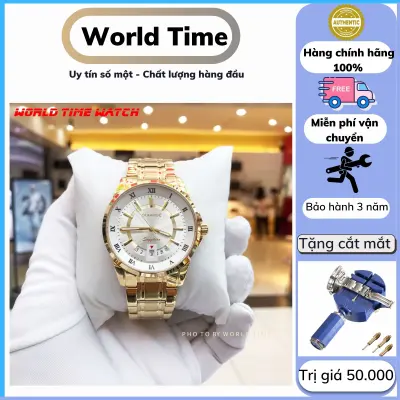 World Time
Uy tín số một - Chất lượng hàng đầu
WORLD TIME WATCH
PHOTO BY WORLD
AUTHENTIC
Hàng chính hãng
100%
FREE
Miễn phí vận
chuyển
Bảo hành 3 năm
Tặng cắt mắt
Trị giá 50.000